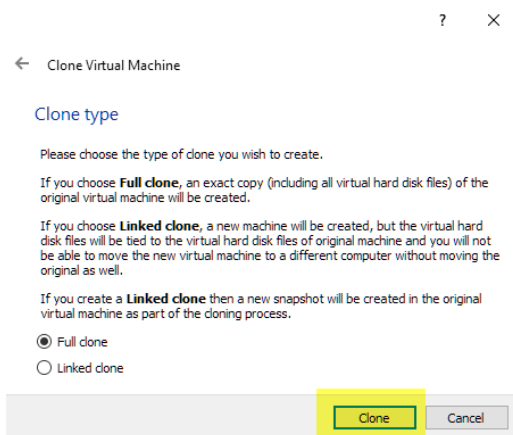 ?
Clone Virtual Machine
Clone type
Please choose the type of clone you wish to create.
If you choose Full clone, an exact copy (including all virtual hard disk files) of the
original virtual machine will be created.
If you choose Linked clone, a new machine will be created, but the virtual hard
disk files will be tied to the virtual hard disk files of original machine and you will not
be able to move the new virtual machine to a different computer without moving the
original as well.
If you create a Linked clone then a new snapshot will be created in the original
virtual machine as part of the cloning process.
Full clone
Linked clone
Clone Cancel